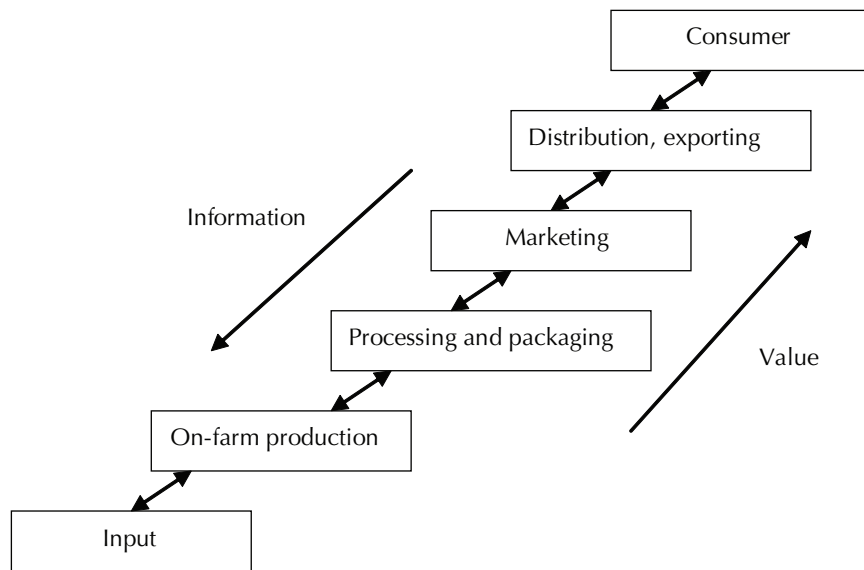 Consumer
Distribution, exporting
Information
Marketing
Processing and packaging
Value
On-farm production
Input